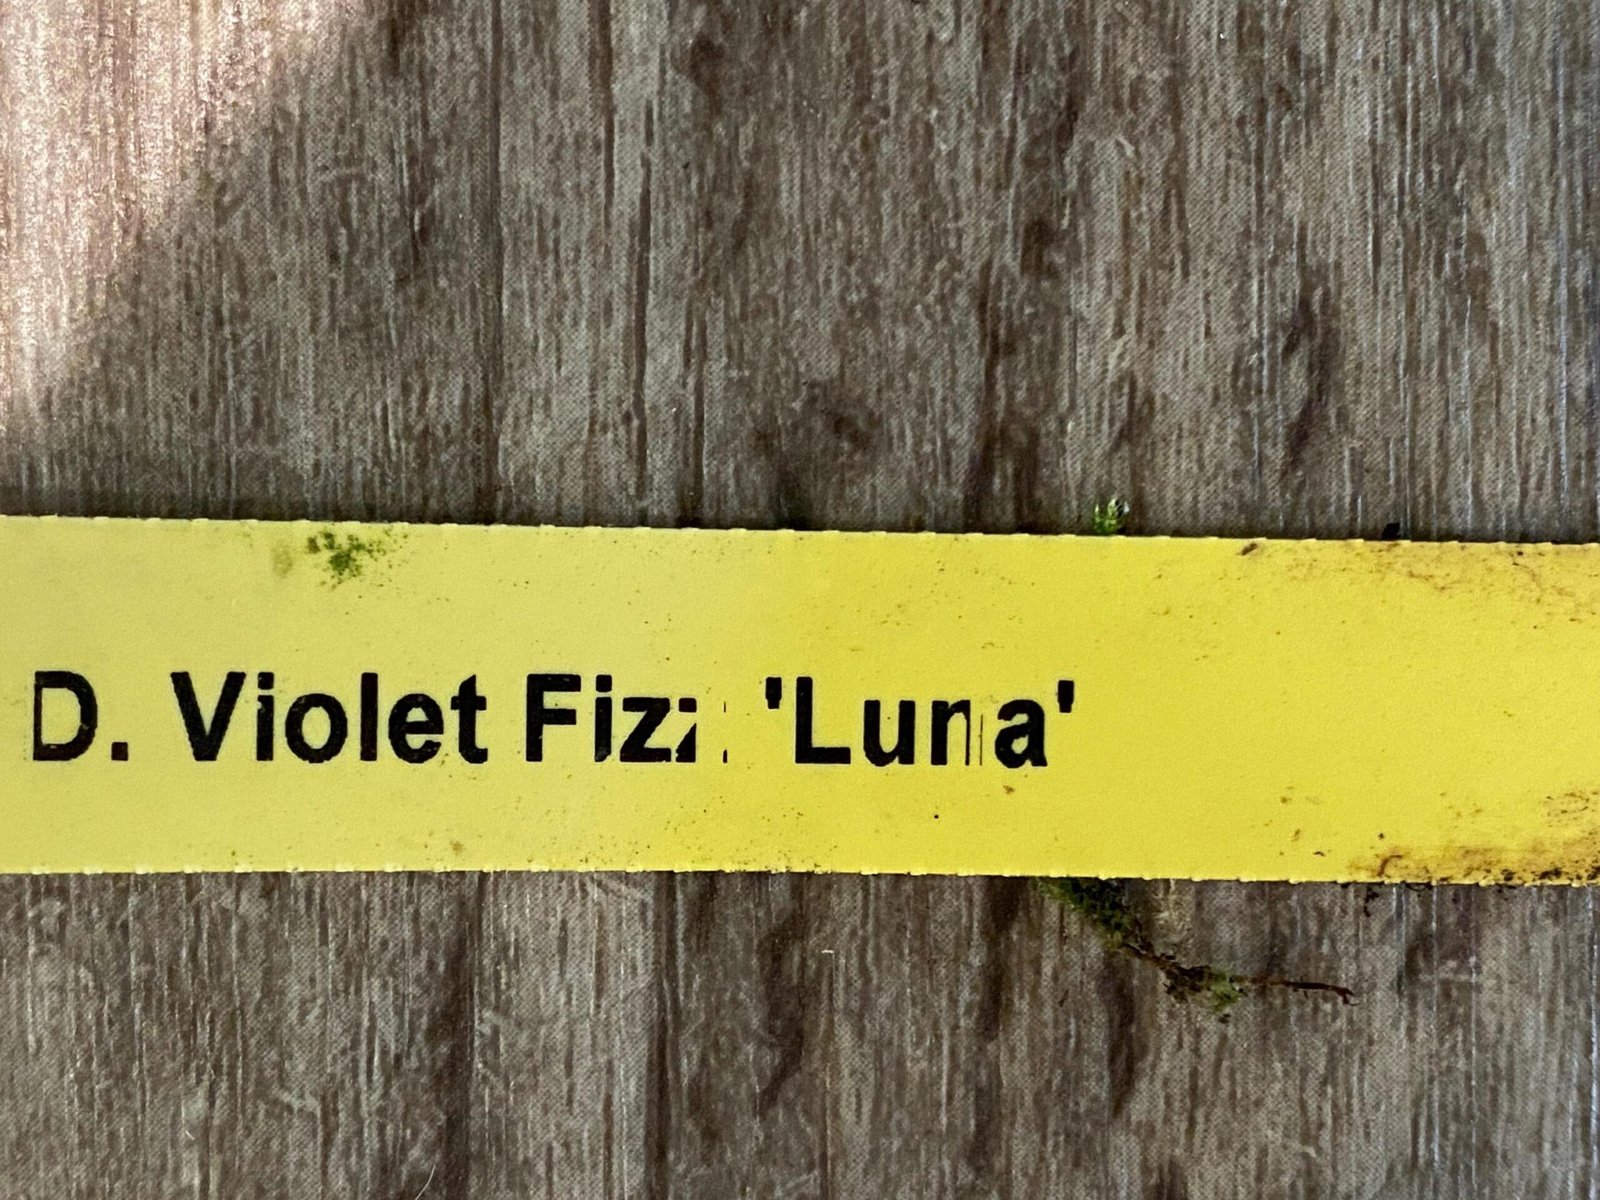 D. Violet Fizz 'Luna'